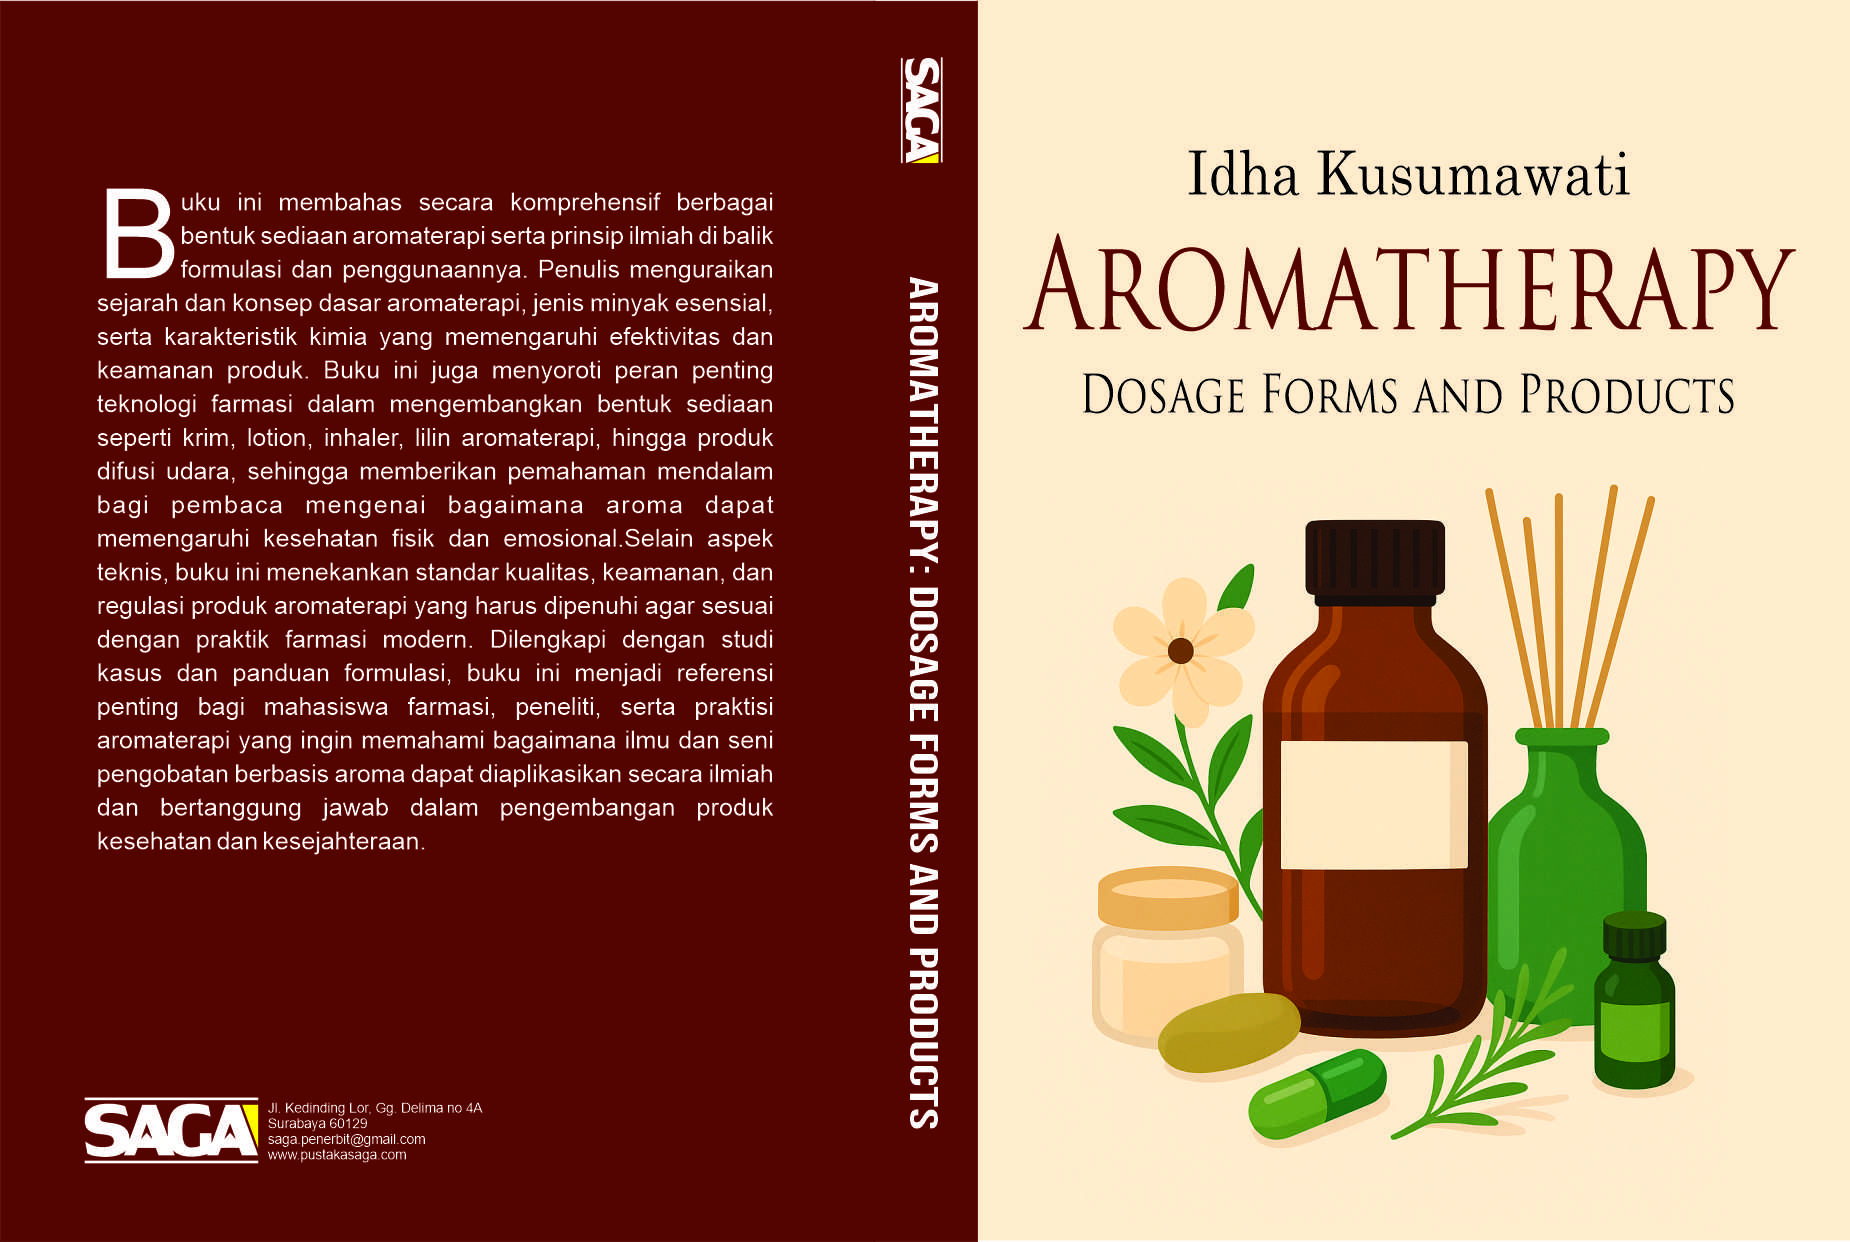 Buku ini membahas secara komprehensif berbagai
bentuk sediaan aromaterapi serta prinsip ilmiah di balik
formulasi dan penggunaannya. Penulis menguraikan
sejarah dan konsep dasar aromaterapi, jenis minyak esensial,
serta karakteristik kimia yang memengaruhi efektivitas dan
keamanan produk. Buku ini juga menyoroti peran penting
teknologi farmasi dalam mengembangkan bentuk sediaan
seperti krim, lotion, inhaler, lilin aromaterapi, hingga produk
difusi udara, sehingga memberikan pemahaman mendalam
bagi pembaca mengenai bagaimana aroma dapat
memengaruhi kesehatan fisik dan emosional.Selain aspek
teknis, buku ini menekankan standar kualitas, keamanan, dan
regulasi produk aromaterapi yang harus dipenuhi agar sesuai
dengan praktik farmasi modern. Dilengkapi dengan studi
kasus dan panduan formulasi, buku ini menjadi referensi
penting bagi mahasiswa farmasi, peneliti, serta praktisi
aromaterapi yang ingin memahami bagaimana ilmu dan seni
pengobatan berbasis aroma dapat diaplikasikan secara ilmiah
dan bertanggung jawab dalam pengembangan produk
kesehatan dan kesejahteraan.
SAGA
Jl. Kedinding Lor, Gg. Delima no 4A
Surabaya 60129
saga.penerbit@gmail.com
www.pustakasaga.com
SAGA
AROMATHERAPY: DOSAGE FORMS AND PRODUCTS
Idha Kusumawati
AROMATHERAPY
DOSAGE FORMS AND PRODUCTS